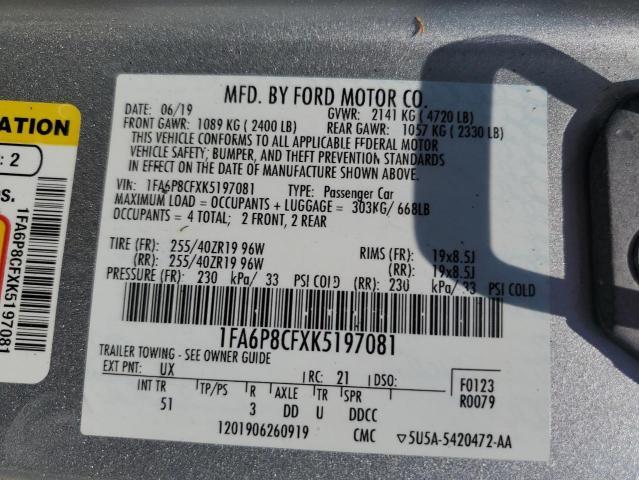 MFD. BY FORD MOTOR CO.
DATE: 06/19 GVWR: 2141 KG ( 4720 LB)
FRONT GAWR: 1089 KG ( 2400 LB) REAR GAWR: 1057 KG ( 2330 LB)
THIS VEHICLE CONFORMS TO ALL APPLICABLE FEDERAL MOTOR
VEHICLE SAFETY, BUMPER, AND THEFT PREVENTION STANDARDS
IN EFFECT ON THE DATE OF MANUFACTURE SHOWN ABOVE.
VIN: 1FA6P8CFXK5197081 TYPE: Passenger Car
MAXIMUM LOAD = OCCUPANTS + LUGGAGE = 303KG/ 668LB
OCCUPANTS = 4 TOTAL; 2 FRONT, 2 REAR
TIRE (FR): 255/40ZR19 96W RIMS (FR): 19x8.5J
(RR): 255/40ZR19 96W (RR): 19x8.5J
PRESSURE (FR): 230 kPa/ 33 PSI COLD (RR): 230 kPa/ 33 PSI COLD
1FA6P8CFXK5197081
TRAILER TOWING - SEE OWNER GUIDE
EXT PNT: UX RC: 21 DSO: F0123
INT TR TP/PS R AXLE TR SPR R0079
51 3 DD U DDCC
1201906260919 CMC 5U5A-5420472-AA
ATION
: 2
os.
1FA6P8CFXK5197081